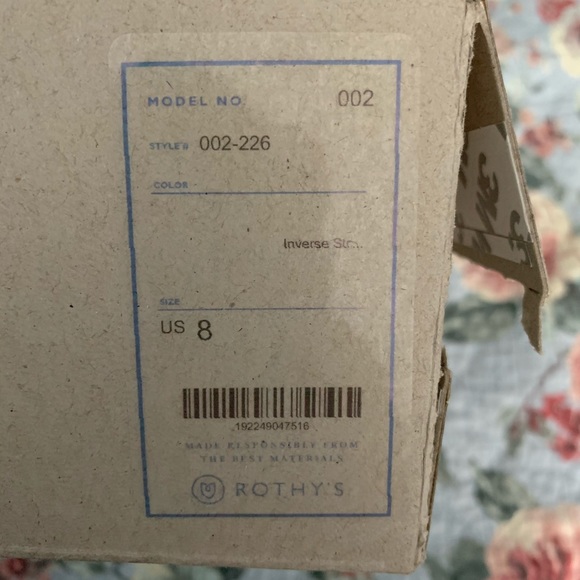 MODEL NO 002
STYLE# 002-226
COLOR
Inverse Str...
SIZE
US 8
192249047516
MADE RESPONSIBLY FROM
THE BEST MATERIALS
ROTHY'S